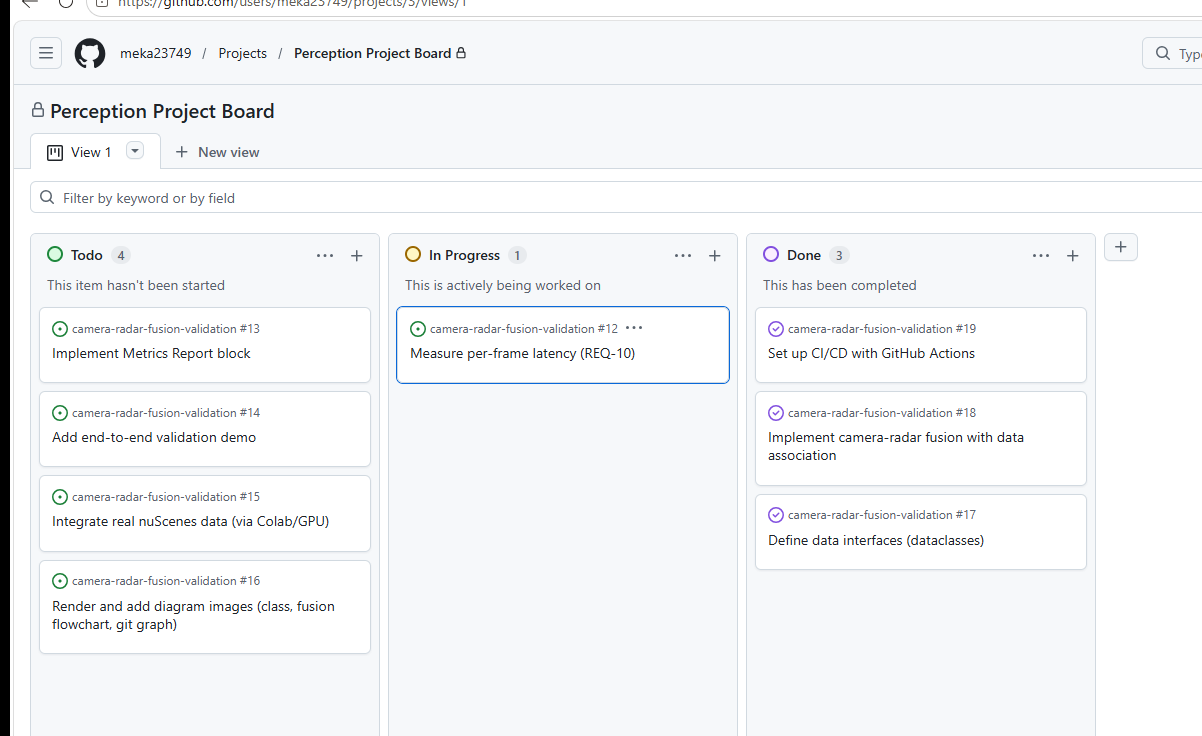 https://github.com/users/meka23749/projects/3/views/1
meka23749 / Projects / Perception Project Board
Perception Project Board
View 1
New view
Filter by keyword or by field
Todo 4
This item hasn't been started
camera-radar-fusion-validation #13
Implement Metrics Report block
camera-radar-fusion-validation #14
Add end-to-end validation demo
camera-radar-fusion-validation #15
Integrate real nuScenes data (via Colab/GPU)
camera-radar-fusion-validation #16
Render and add diagram images (class, fusion
flowchart, git graph)
In Progress 1
This is actively being worked on
camera-radar-fusion-validation #12
Measure per-frame latency (REQ-10)
Done 3
This has been completed
camera-radar-fusion-validation #19
Set up CI/CD with GitHub Actions
camera-radar-fusion-validation #18
Implement camera-radar fusion with data
association
camera-radar-fusion-validation #17
Define data interfaces (dataclasses)